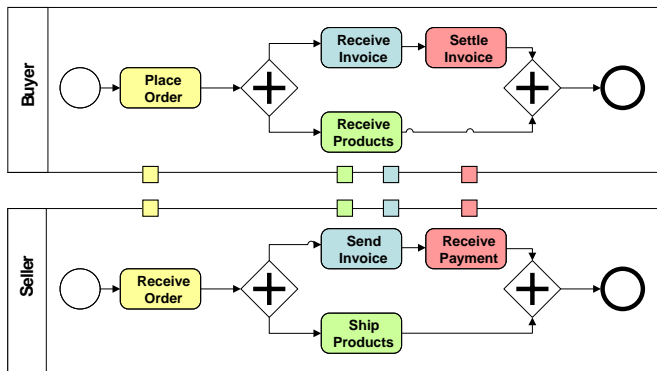 Buyer
Place
Order
Receive
Invoice
Settle
Invoice
Receive
Products
Seller
Receive
Order
Send
Invoice
Receive
Payment
Ship
Products